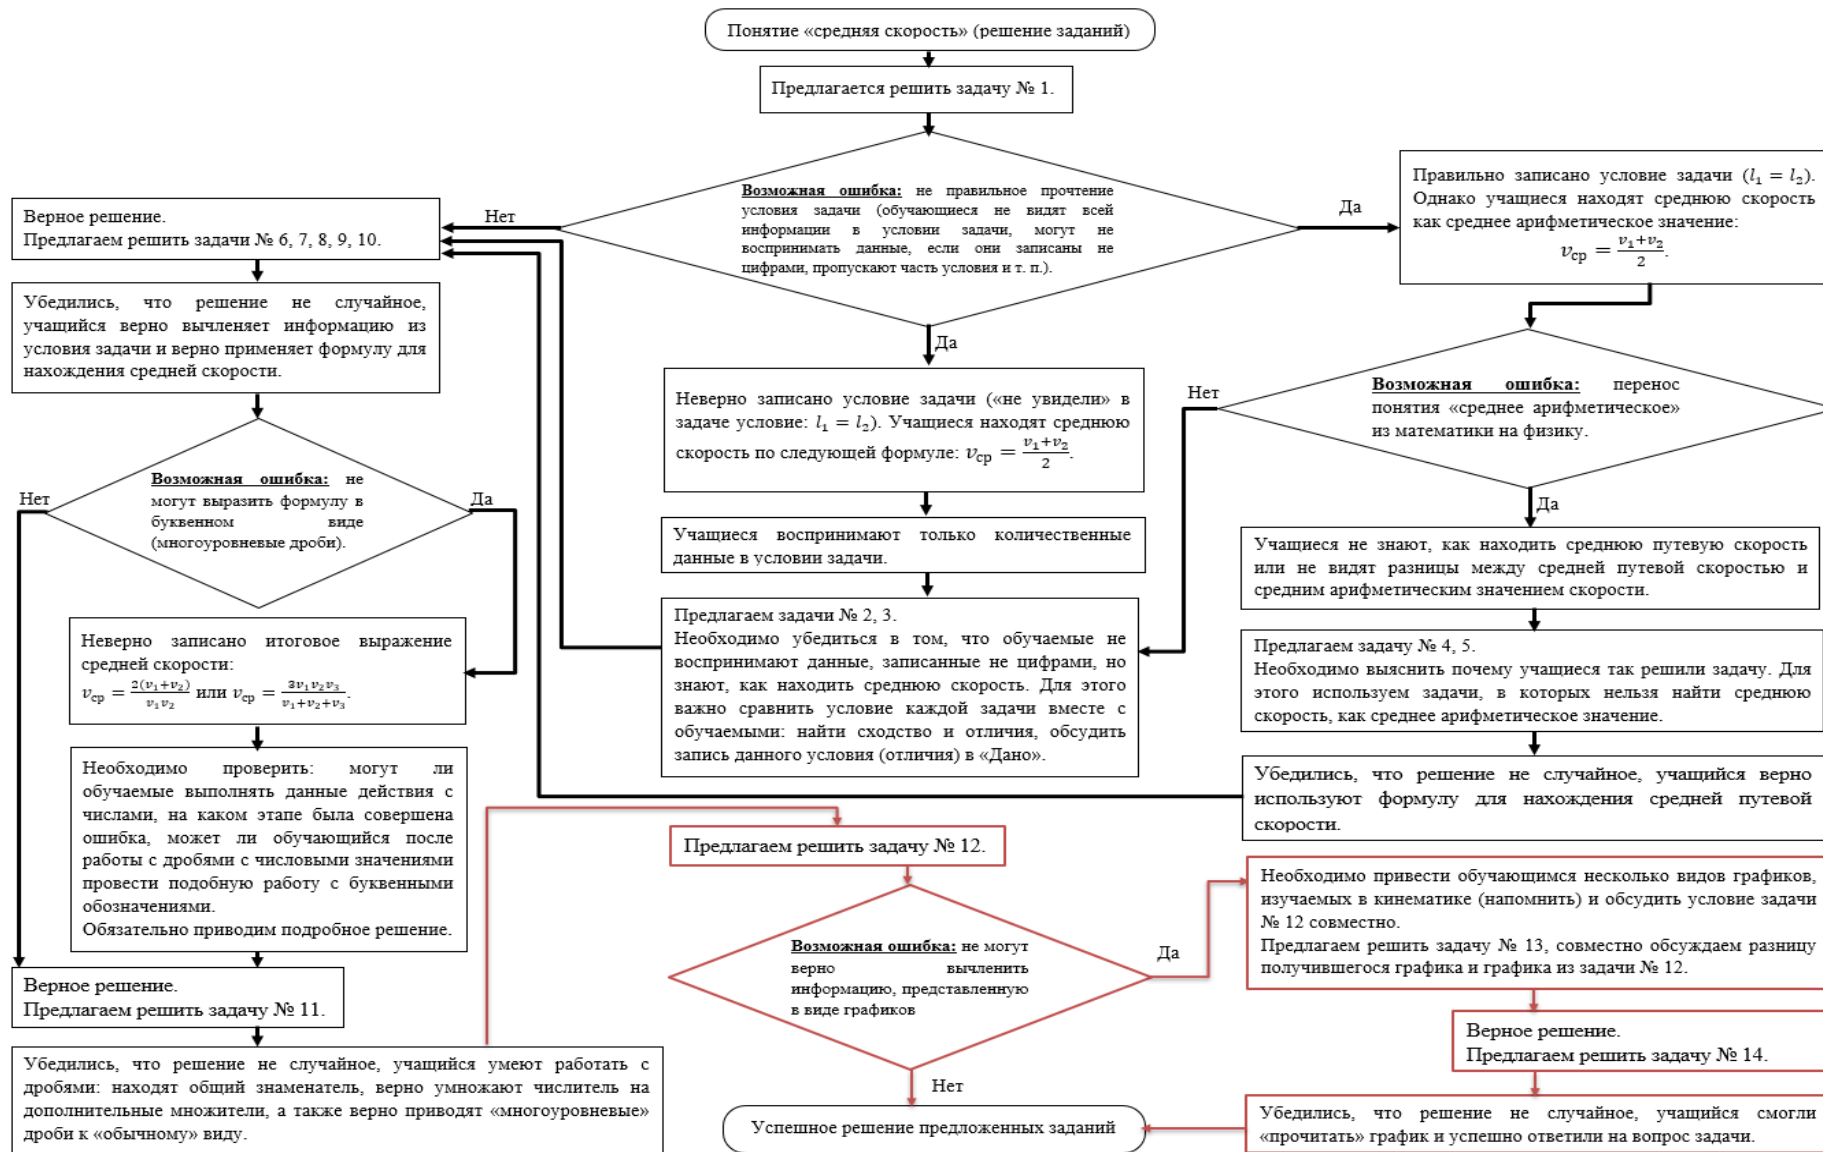 Понятие «средняя скорость» (решение заданий)
Предлагается решить задачу № 1.
Возможная ошибка: не правильное прочтение
условия задачи (обучающиеся не видят всей
информации в условии задачи, могут не
воспринимать данные, если они записаны не
цифрами, пропускают часть условия и т. п.).
Нет
Да
Да
Правильно записано условие задачи (l₁ = l₂).
Однако учащиеся находят среднюю скорость
как среднее арифметическое значение:
v_ср = (v₁+v₂)/2.
Верное решение.
Предлагаем решить задачи № 6, 7, 8, 9, 10.
Убедились, что решение не случайное,
учащийся верно вычленяет информацию из
условия задачи и верно применяет формулу для
нахождения средней скорости.
Неверно записано условие задачи («не увидели» в
задаче условие: l₁ = l₂). Учащиеся находят среднюю
скорость по следующей формуле: v_ср = (v₁+v₂)/2.
Возможная ошибка: перенос
понятия «среднее арифметическое»
из математики на физику.
Нет
Да
Возможная ошибка: не
могут выразить формулу в
буквенном виде
(многоуровневые дроби).
Нет
Да
Учащиеся воспринимают только количественные
данные в условии задачи.
Учащиеся не знают, как находить среднюю путевую скорость
или не видят разницы между средней путевой скоростью и
средним арифметическим значением скорости.
Предлагаем задачи № 2, 3.
Необходимо убедиться в том, что обучаемые не
воспринимают данные, записанные не цифрами, но
знают, как находить среднюю скорость. Для этого
важно сравнить условие каждой задачи вместе с
обучаемыми: найти сходство и отличия, обсудить
запись данного условия (отличия) в «Дано».
Предлагаем задачу № 4, 5.
Необходимо выяснить почему учащиеся так решили задачу. Для
этого используем задачи, в которых нельзя найти среднюю
скорость, как среднее арифметическое значение.
Неверно записано итоговое выражение
средней скорости:
v_ср = 2(v₁+v₂)/(v₁v₂) или v_ср = 3v₁v₂v₃/(v₁+v₂+v₃).
Необходимо проверить: могут ли
обучаемые выполнять данные действия с
числами, на каком этапе была совершена
ошибка, может ли обучающийся после
работы с дробями с числовыми значениями
провести подобную работу с буквенными
обозначениями.
Обязательно приводим подробное решение.
Убедились, что решение не случайное, учащийся верно
используют формулу для нахождения средней путевой
скорости.
Предлагаем решить задачу № 12.
Возможная ошибка: не могут
верно вычленить
информацию, представленную
в виде графиков
Да
Нет
Необходимо привести обучающимся несколько видов графиков,
изучаемых в кинематике (напомнить) и обсудить условие задачи
№ 12 совместно.
Предлагаем решить задачу № 13, совместно обсуждаем разницу
получившегося графика и графика из задачи № 12.
Верное решение.
Предлагаем решить задачу № 11.
Верное решение.
Предлагаем решить задачу № 14.
Убедились, что решение не случайное, учащийся умеют работать с
дробями: находят общий знаменатель, верно умножают числитель на
дополнительные множители, а также верно приводят «многоуровневые»
дроби к «обычному» виду.
Успешное решение предложенных заданий
Убедились, что решение не случайное, учащийся смогли
«прочитать» график и успешно ответили на вопрос задачи.